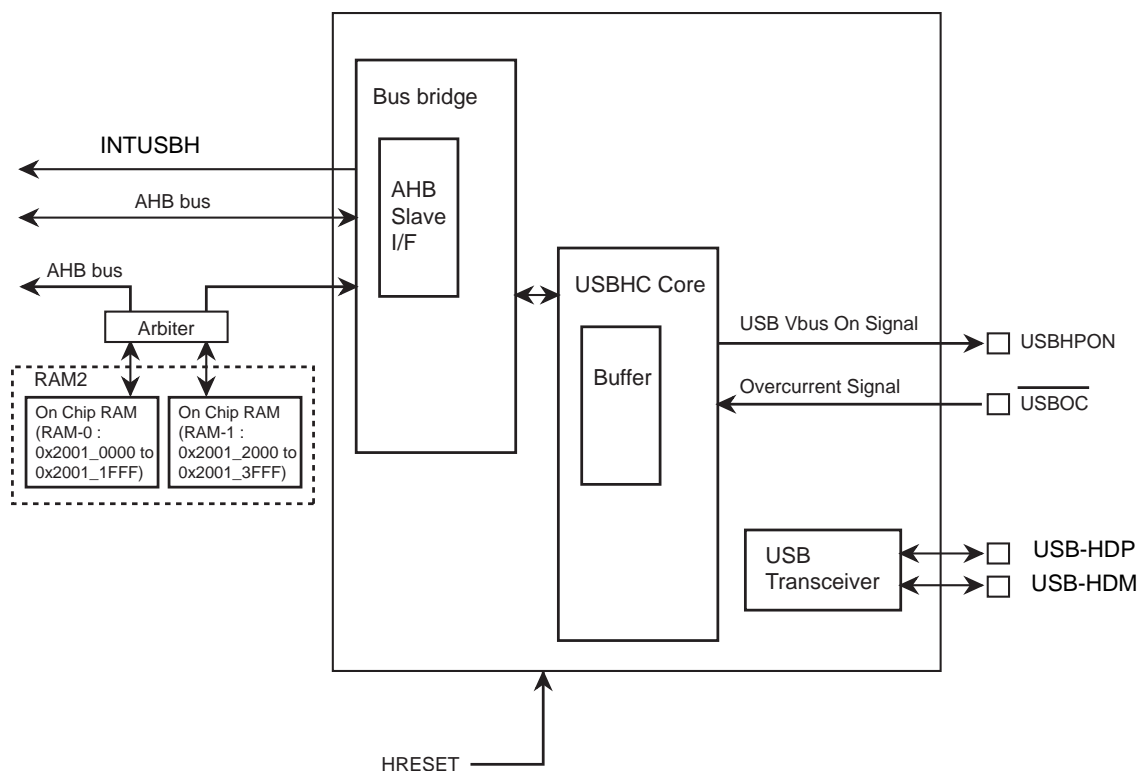 Bus bridge
INTUSBH
AHB bus
AHB
Slave
I/F
AHB bus
Arbiter
USBHC Core
Buffer
USB Vbus On Signal
USBHPON
Overcurrent Signal
USBOC
RAM2
On Chip RAM
(RAM-0 :
0x2001_0000 to
0x2001_1FFF)
On Chip RAM
(RAM-1 :
0x2001_2000 to
0x2001_3FFF)
USB
Transceiver
USB-HDP
USB-HDM
HRESET